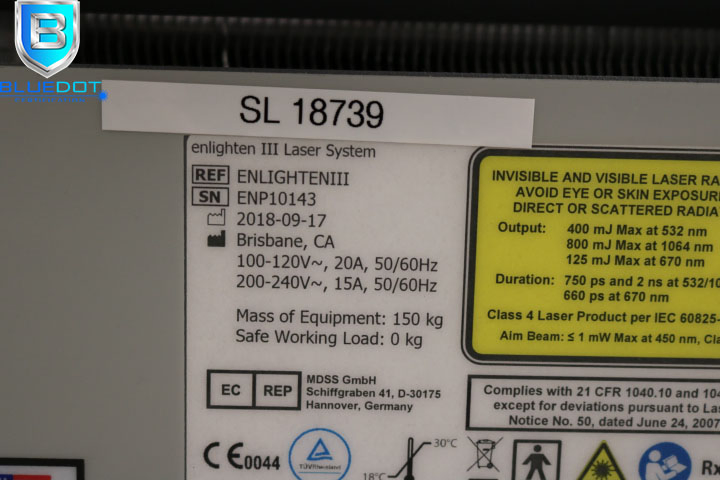 B
BLUEDOT
SL 18739
enlighten III Laser System
REF ENLIGHTENIII
SN ENP10143
2018-09-17
Brisbane, CA
100-120V~, 20A, 50/60Hz
200-240V~, 15A, 50/60Hz
Mass of Equipment: 150 kg
Safe Working Load: 0 kg
EC REP
MDSS GmbH
Schiffgraben 41, D-30175
Hannover, Germany
CE 0044
TÜVRheinland
30°C
18°C
INVISIBLE AND VISIBLE LASER RA
AVOID EYE OR SKIN EXPOSUR
DIRECT OR SCATTERED RADIA
Output: 400 mJ Max at 532 nm
800 mJ Max at 1064 nm
125 mJ Max at 670 nm
Duration: 750 ps and 2 ns at 532/10
660 ps at 670 nm
Class 4 Laser Product per IEC 60825-
Aim Beam: ≤ 1 mW Max at 450 nm, Cla
Complies with 21 CFR 1040.10 and 104
except for deviations pursuant to Las
Notice No. 50, dated June 24, 2007
Rx